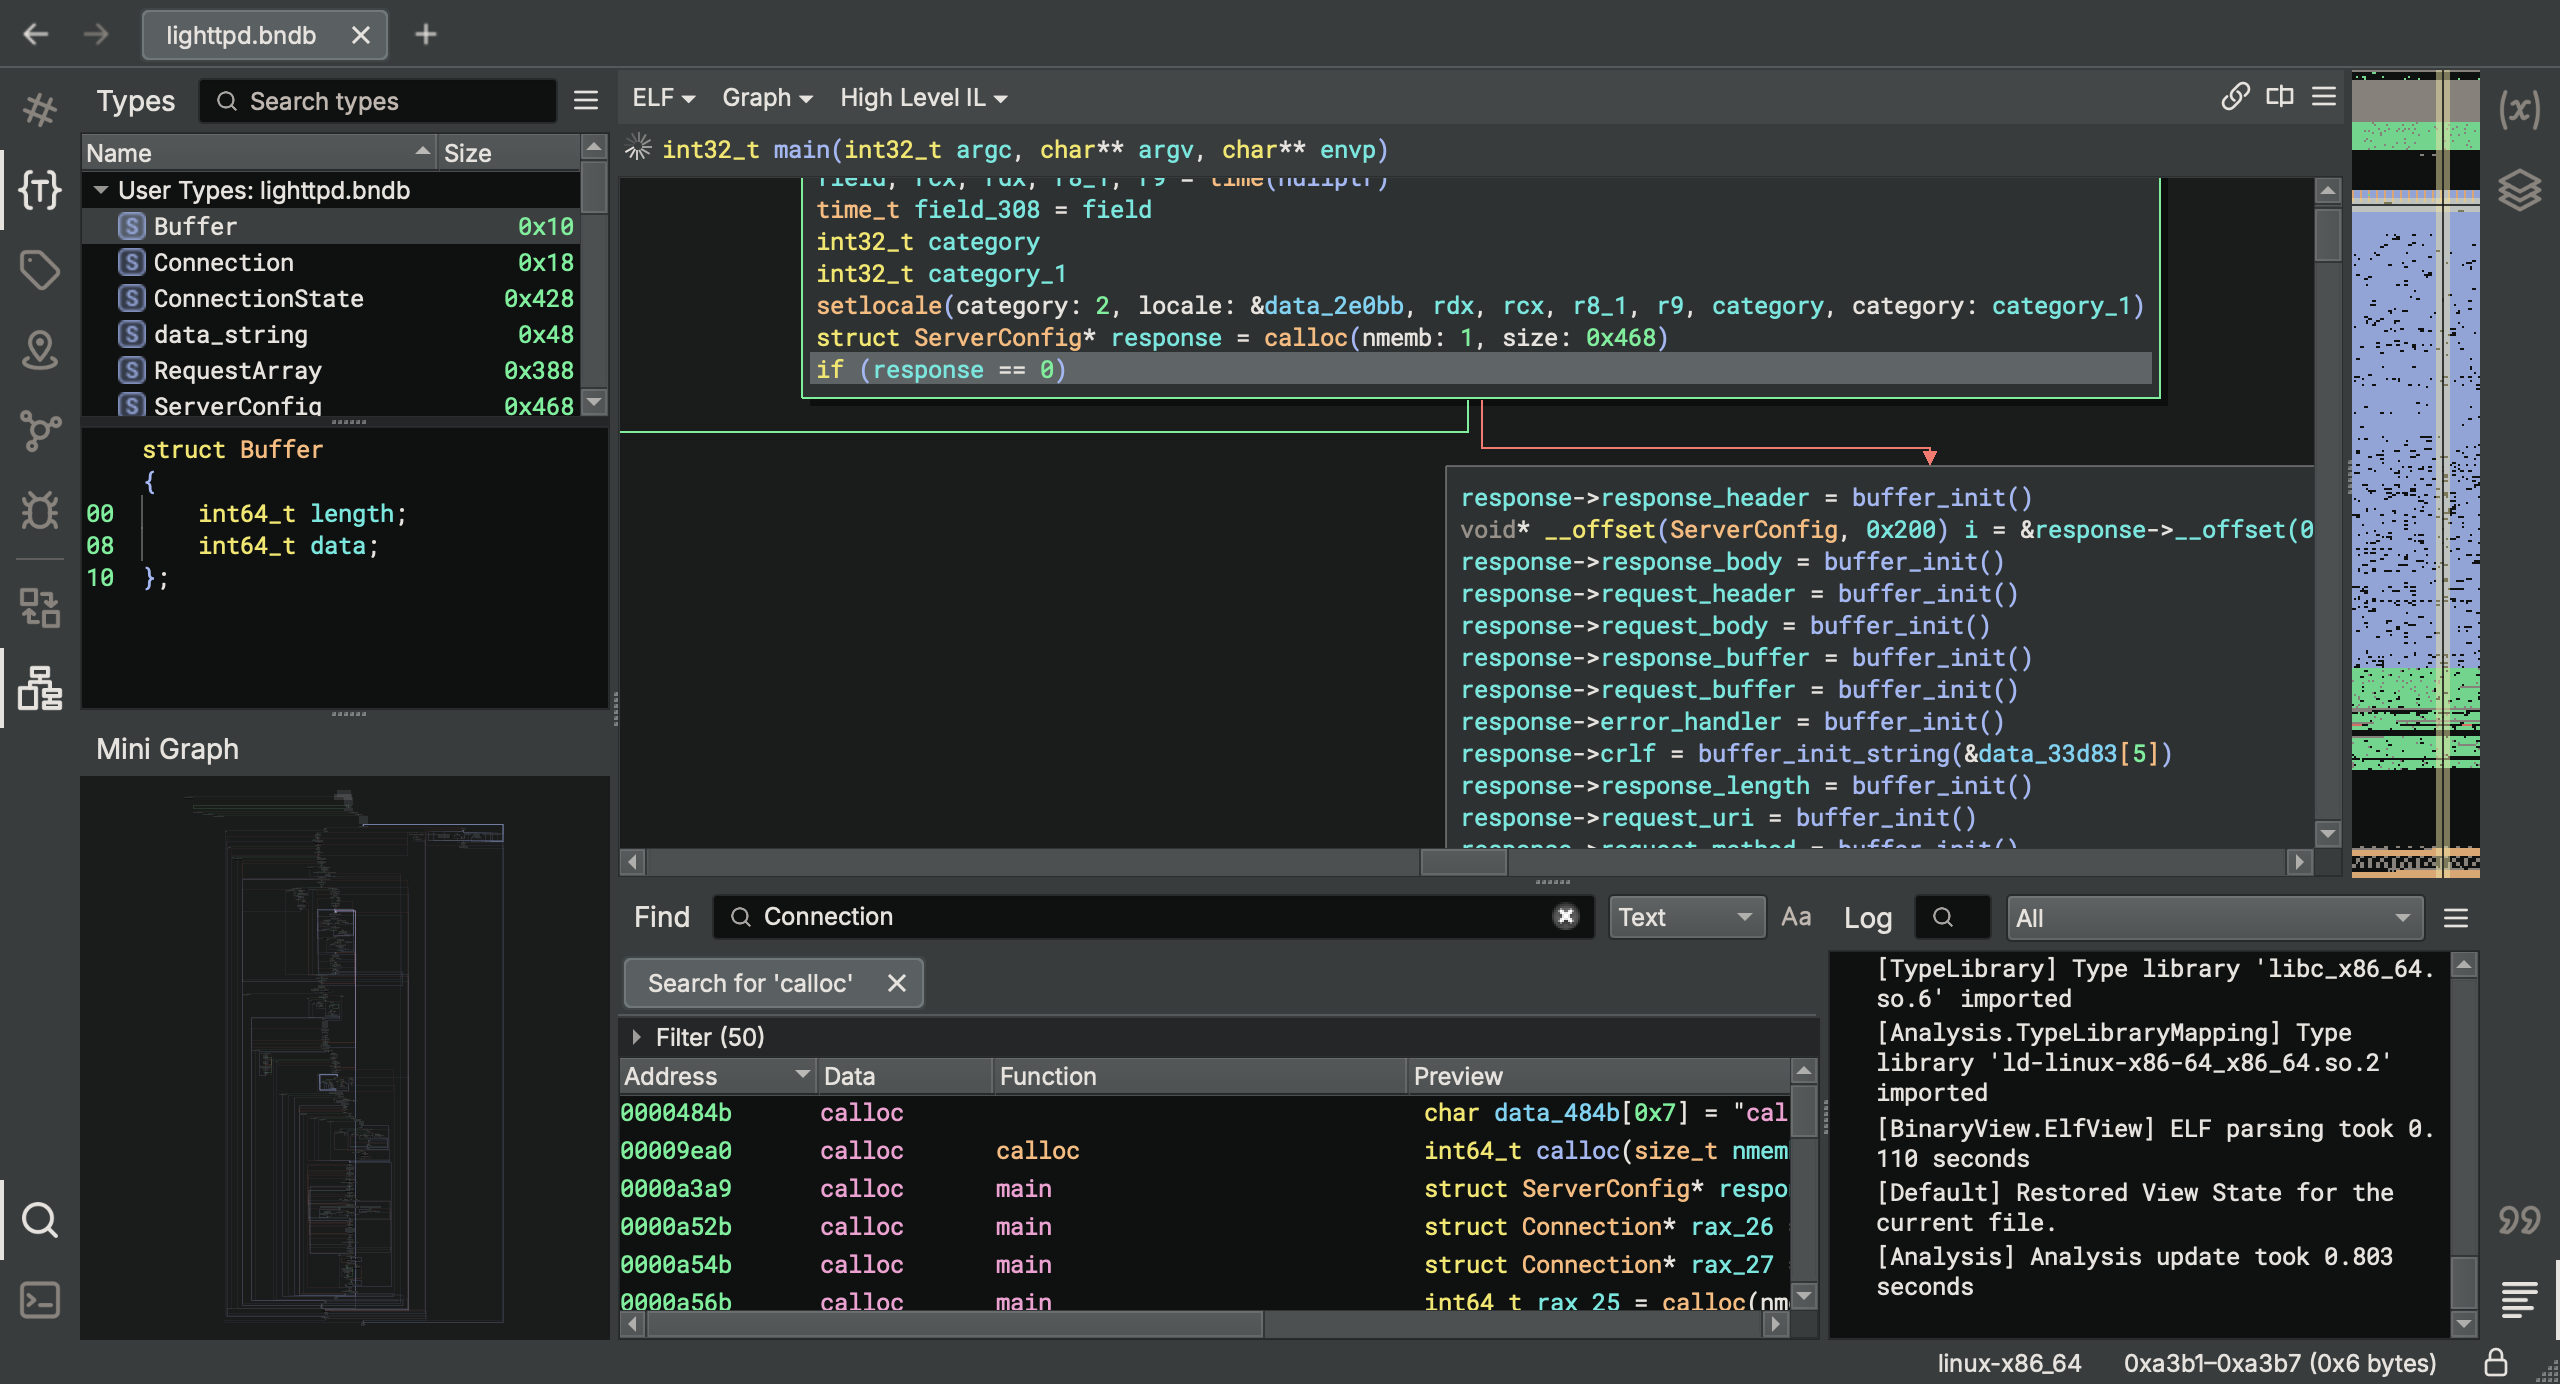 lighttpd.bndb
Types
Search types
Name
Size
User Types: lighttpd.bndb
S Buffer 0x10
S Connection 0x18
S ConnectionState 0x428
S data_string 0x48
S RequestArray 0x388
S ServerConfig 0x468
struct Buffer
{
00 int64_t length;
08 int64_t data;
10 };
Mini Graph
ELF
Graph
High Level IL
int32_t main(int32_t argc, char** argv, char** envp)
field, rcx, rdx, r8_1, r9 = time(nullptr)
time_t field_308 = field
int32_t category
int32_t category_1
setlocale(category: 2, locale: &data_2e0bb, rdx, rcx, r8_1, r9, category, category: category_1)
struct ServerConfig* response = calloc(nmemb: 1, size: 0x468)
if (response == 0)
response->response_header = buffer_init()
void* __offset(ServerConfig, 0x200) i = &response->__offset(0
response->response_body = buffer_init()
response->request_header = buffer_init()
response->request_body = buffer_init()
response->response_buffer = buffer_init()
response->request_buffer = buffer_init()
response->error_handler = buffer_init()
response->crlf = buffer_init_string(&data_33d83[5])
response->response_length = buffer_init()
response->request_uri = buffer_init()
response->request_method = buffer_init()
Find
Connection
Text
Aa
Search for 'calloc'
Filter (50)
Address Data Function Preview
0000484b calloc char data_484b[0x7] = "cal
00009ea0 calloc calloc int64_t calloc(size_t nmem
0000a3a9 calloc main struct ServerConfig* respo
0000a52b calloc main struct Connection* rax_26
0000a54b calloc main struct Connection* rax_27
0000a56b calloc main int64_t rax_25 = calloc(nm
Log
All
[TypeLibrary] Type library 'libc_x86_64.
so.6' imported
[Analysis.TypeLibraryMapping] Type
library 'ld-linux-x86-64_x86_64.so.2'
imported
[BinaryView.ElfView] ELF parsing took 0.
110 seconds
[Default] Restored View State for the
current file.
[Analysis] Analysis update took 0.803
seconds
linux-x86_64
0xa3b1–0xa3b7 (0x6 bytes)